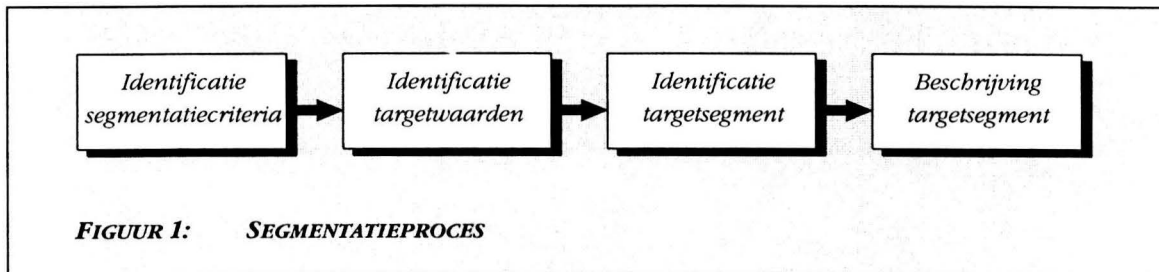 Identificatie
segmentatiecriteria
Identificatie
targetwaarden
Identificatie
targetsegment
Beschrijving
targetsegment
FIGUUR 1: SEGMENTATIEPROCES